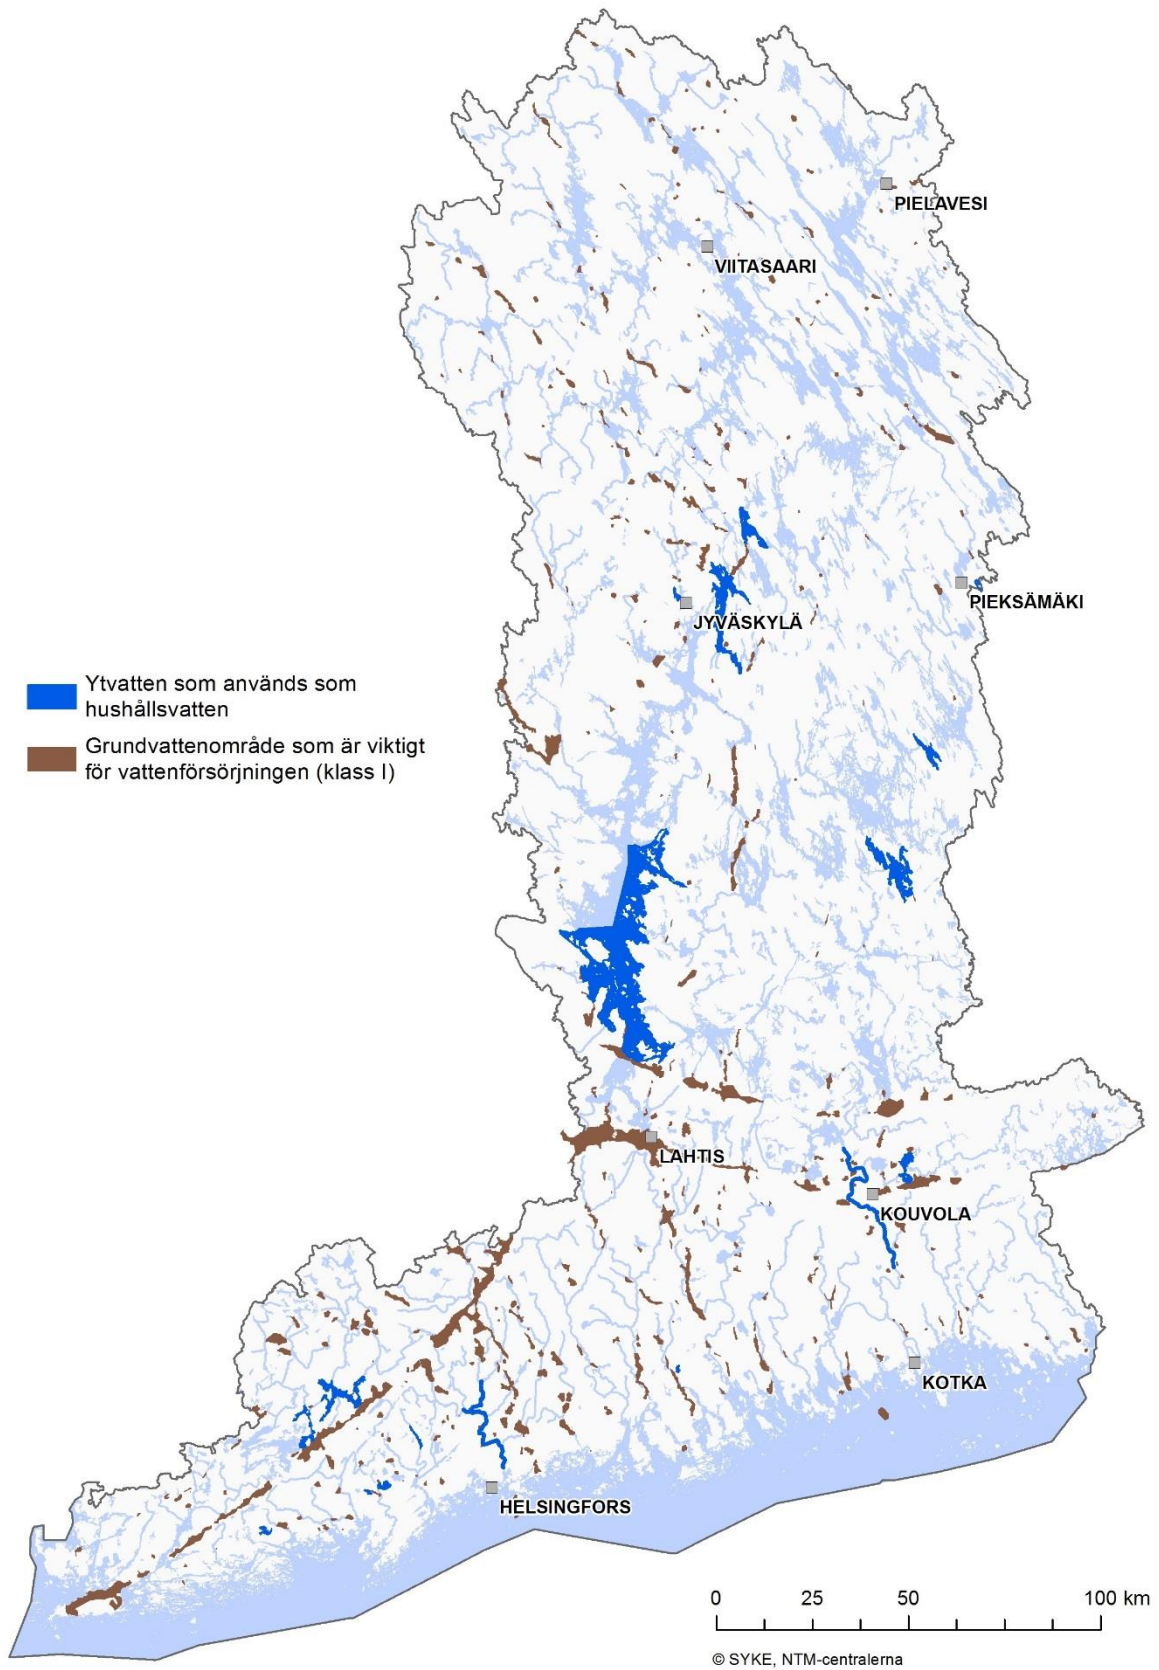 PIELAVESI
VIITASAARI
PIEKSÄMÄKI
JYVÄSKYLÄ
Ytvatten som används som
hushållsvatten
Grundvattenområde som är viktigt
för vattenförsörjningen (klass I)
LAHTIS
KOUVOLA
KOTKA
HELSINGFORS
0 25 50 100 km
© SYKE, NTM-centralerna